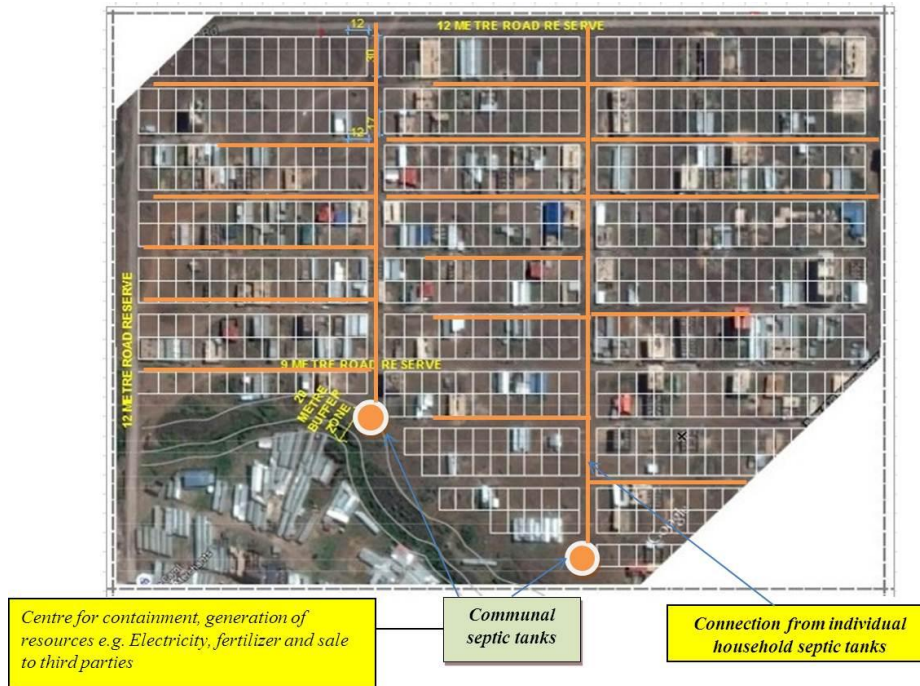 12
12 METRE ROAD RESERVE
30
12
17
12 METRE ROAD RESERVE
9 METRE ROAD RESERVE
20
METRE
BUFFER
ZONE
Centre for containment, generation of
resources e.g. Electricity, fertilizer and sale
to third parties
Communal
septic tanks
Connection from individual
household septic tanks